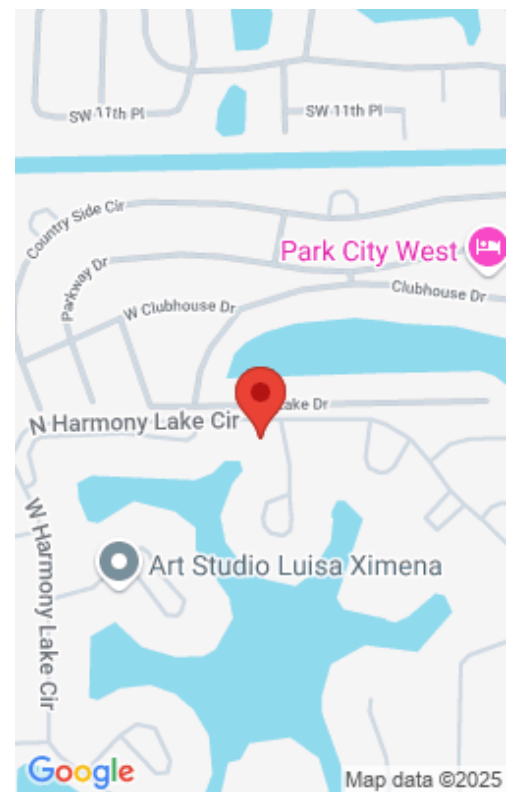 SW 11th Pl
SW 11th Pl
Country Side Cir
Park City West
Parkway Dr
Clubhouse Dr
W Clubhouse Dr
Lake Dr
N Harmony Lake Cir
W Harmony Lake Cir
Art Studio Luisa Ximena
Google
Map data ©2025